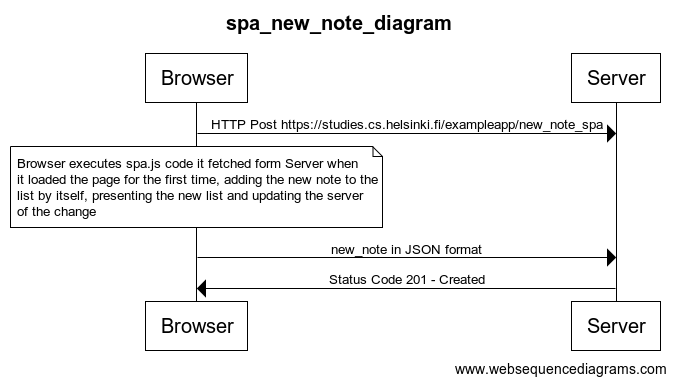 spa_new_note_diagram
Browser
Server
HTTP Post https://studies.cs.helsinki.fi/exampleapp/new_note_spa
Browser executes spa.js code it fetched form Server when
it loaded the page for the first time, adding the new note to the
list by itself, presenting the new list and updating the server
of the change
new_note in JSON format
Status Code 201 - Created
Browser
Server
www.websequencediagrams.com